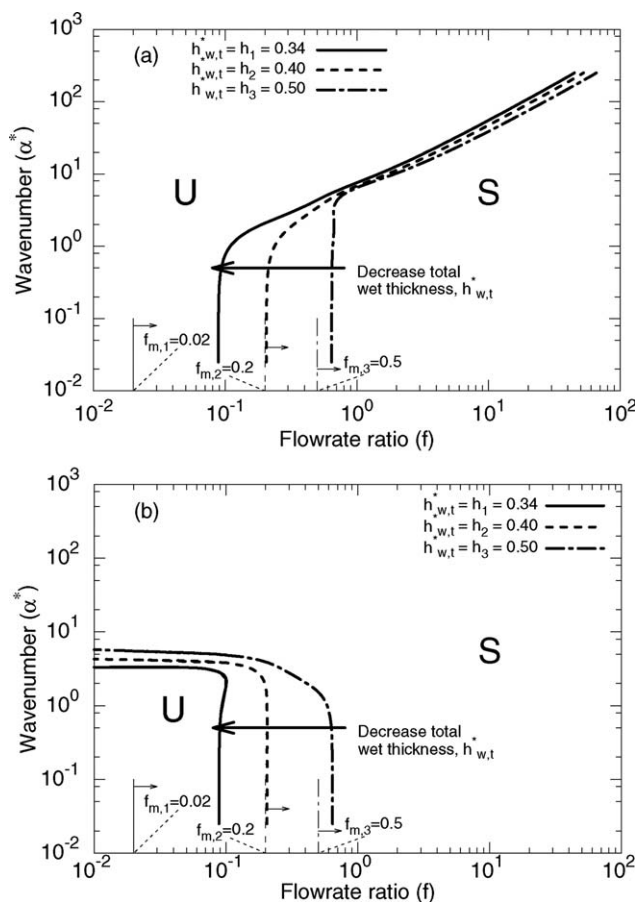 (a)
h*w,t = h1 = 0.34
h*w,t = h2 = 0.40
h*w,t = h3 = 0.50
10^3
10^2
10^1
10^0
10^-1
10^-2
Wavenumber (α*)
U
S
Decrease total
wet thickness, h*w,t
fm,1=0.02
fm,2=0.2
fm,3=0.5
10^-2
10^-1
10^0
10^1
10^2
Flowrate ratio (f)
(b)
h*w,t = h1 = 0.34
h*w,t = h2 = 0.40
h*w,t = h3 = 0.50
10^3
10^2
10^1
10^0
10^-1
10^-2
Wavenumber (α*)
S
U
Decrease total
wet thickness, h*w,t
fm,1=0.02
fm,2=0.2
fm,3=0.5
10^-2
10^-1
10^0
10^1
10^2
Flowrate ratio (f)